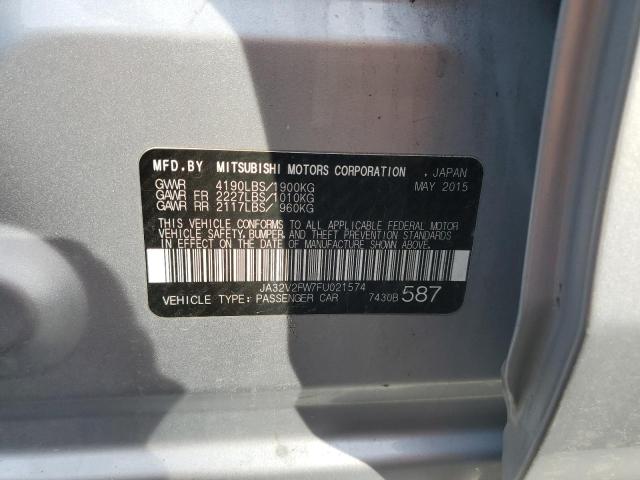 MFD.BY MITSUBISHI MOTORS CORPORATION , JAPAN
GVWR 4190LBS/1900KG MAY 2015
GAWR FR 2227LBS/1010KG
GAWR RR 2117LBS/ 960KG
THIS VEHICLE CONFORMS TO ALL APPLICABLE FEDERAL MOTOR
VEHICLE SAFETY, BUMPER, AND THEFT PREVENTION STANDARDS
IN EFFECT ON THE DATE OF MANUFACTURE SHOWN ABOVE.
JA32V2FW7FU021574
VEHICLE TYPE: PASSENGER CAR 7430B 587